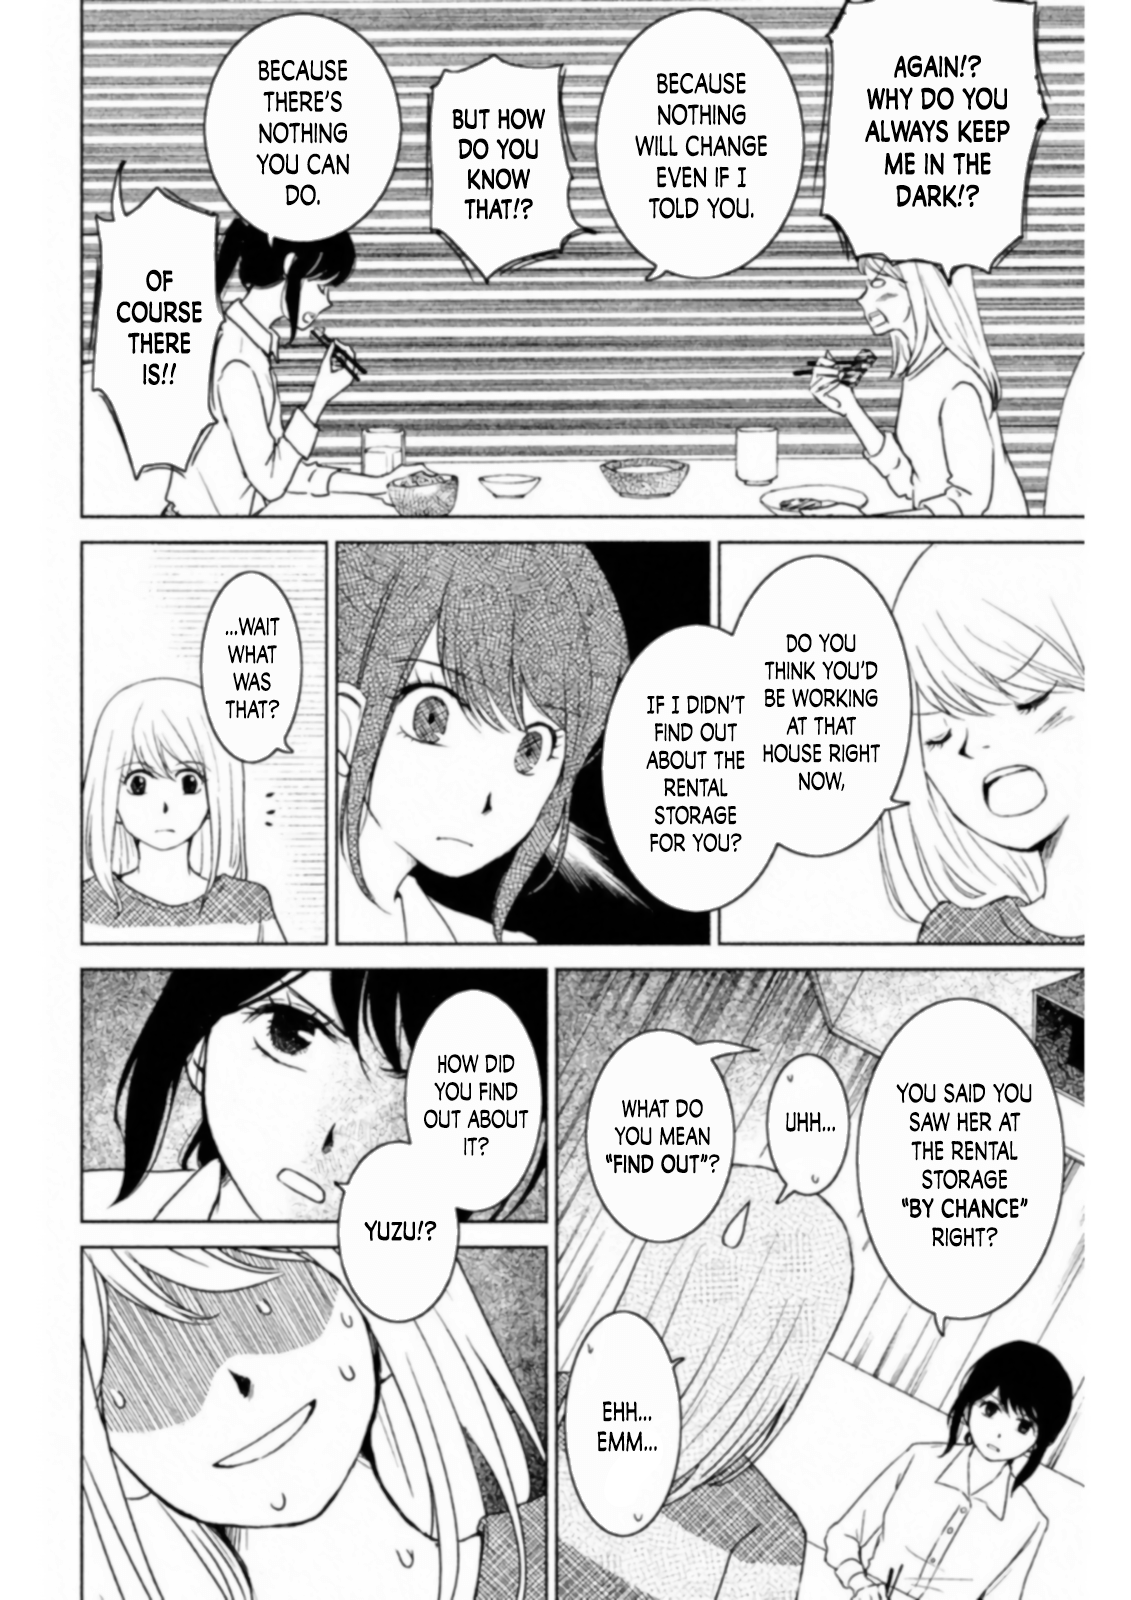 AGAIN!?
WHY DO YOU
ALWAYS KEEP
ME IN THE
DARK!?
BECAUSE
NOTHING
WILL CHANGE
EVEN IF I
TOLD YOU.
BUT HOW
DO YOU
KNOW
THAT!?
BECAUSE
THERE'S
NOTHING
YOU CAN
DO.
OF
COURSE
THERE
IS!!
DO YOU
THINK YOU'D
BE WORKING
AT THAT
HOUSE RIGHT
NOW,
IF I DIDN'T
FIND OUT
ABOUT THE
RENTAL
STORAGE
FOR YOU?
...WAIT
WHAT
WAS
THAT?
YOU SAID YOU
SAW HER AT
THE RENTAL
STORAGE
"BY CHANCE"
RIGHT?
UHH...
WHAT DO
YOU MEAN
"FIND OUT"?
EHH...
EMM...
HOW DID
YOU FIND
OUT ABOUT
IT?
YUZU!?